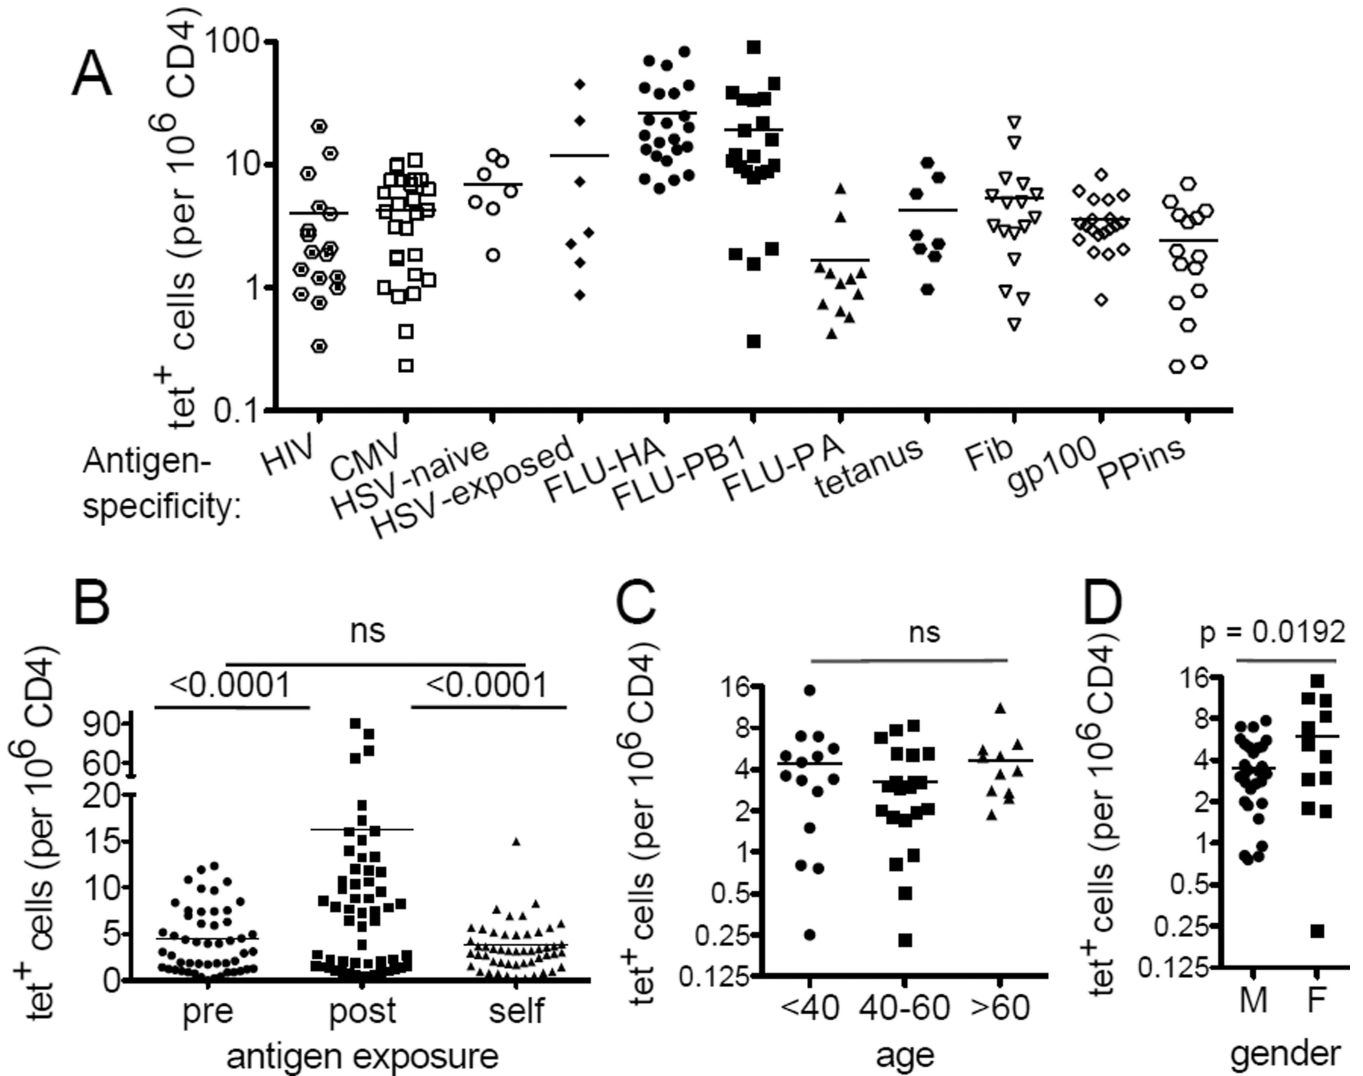 A
tet+ cells (per 10^6 CD4)
100
10
1
0.1
Antigen-
specificity:
HIV
CMV
HSV-naive
HSV-exposed
FLU-HA
FLU-PB1
FLU-PA
tetanus
Fib
gp100
PPins
B
ns
<0.0001
<0.0001
tet+ cells (per 10^6 CD4)
90
60
20
15
10
5
0
pre
post
self
antigen exposure
C
ns
tet+ cells (per 10^6 CD4)
16
8
4
2
1
0.5
0.25
0.125
<40
40-60
>60
age
D
p = 0.0192
tet+ cells (per 10^6 CD4)
16
8
4
2
1
0.5
0.25
0.125
M
F
gender